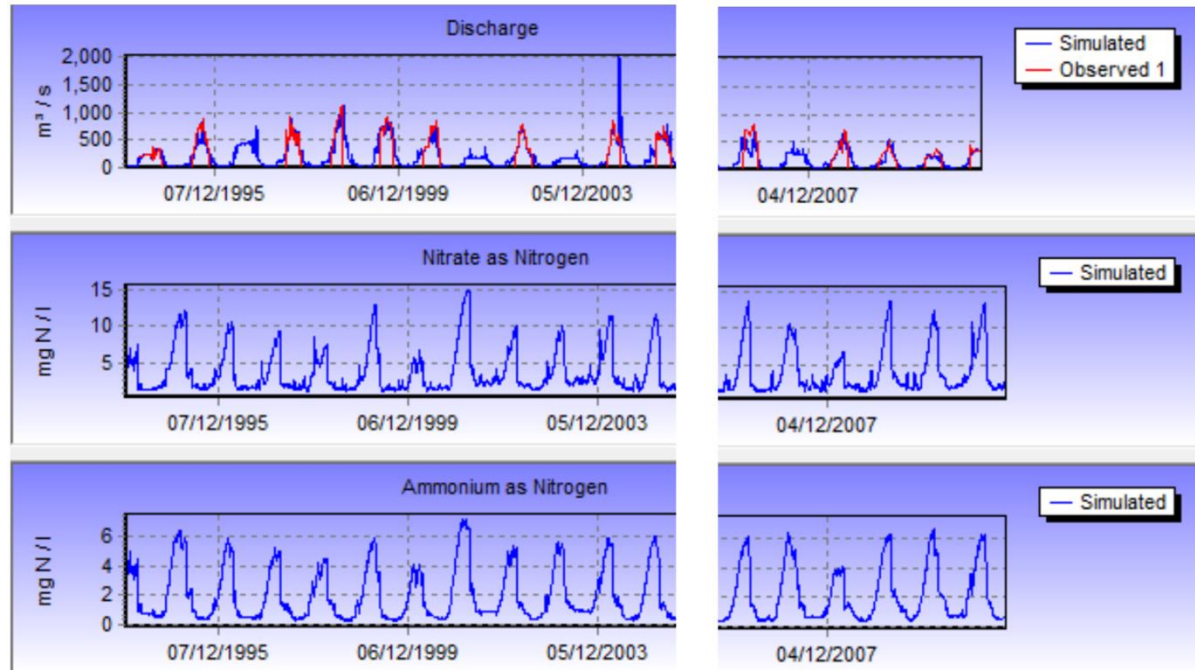 Discharge
m³ / s
2,000
1,500
1,000
500
0
07/12/1995 06/12/1999 05/12/2003 04/12/2007
Simulated
Observed 1
Nitrate as Nitrogen
mg N / l
15
10
5
07/12/1995 06/12/1999 05/12/2003 04/12/2007
Simulated
Ammonium as Nitrogen
mg N / l
6
4
2
0
07/12/1995 06/12/1999 05/12/2003 04/12/2007
Simulated